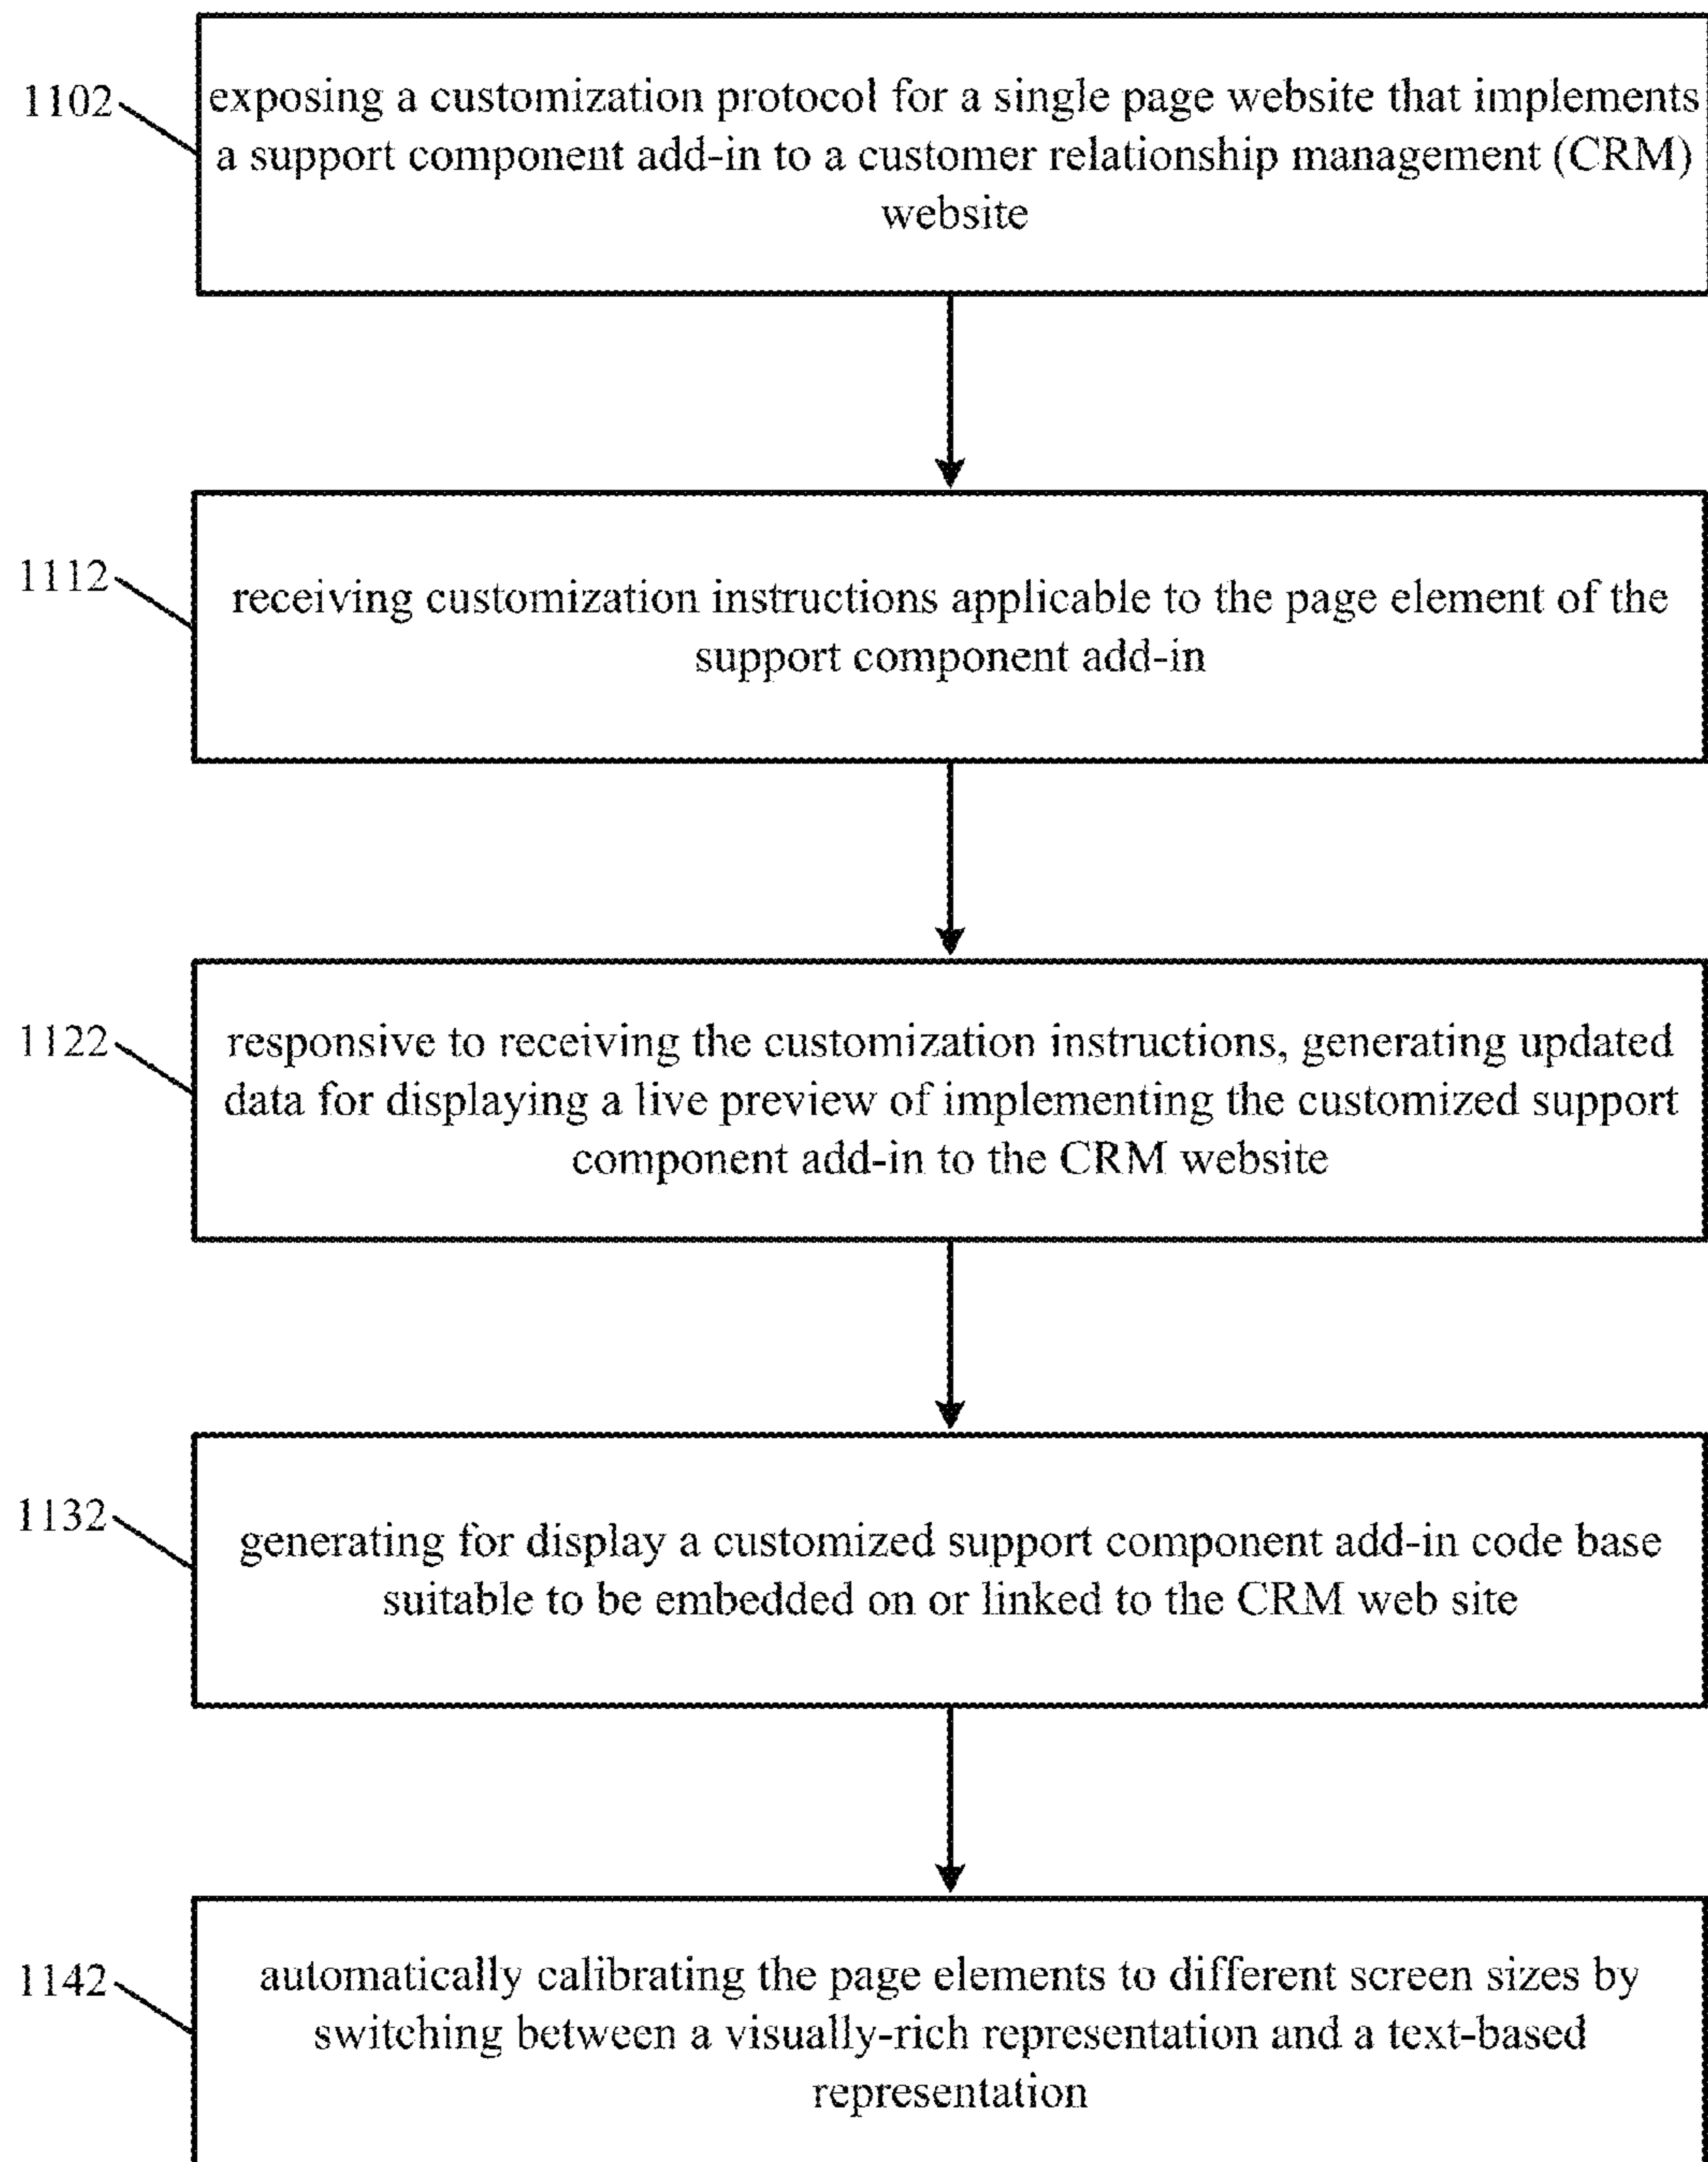 1102
exposing a customization protocol for a single page website that implements
a support component add-in to a customer relationship management (CRM)
website
1112
receiving customization instructions applicable to the page element of the
support component add-in
1122
responsive to receiving the customization instructions, generating updated
data for displaying a live preview of implementing the customized support
component add-in to the CRM website
1132
generating for display a customized support component add-in code base
suitable to be embedded on or linked to the CRM web site
1142
automatically calibrating the page elements to different screen sizes by
switching between a visually-rich representation and a text-based
representation